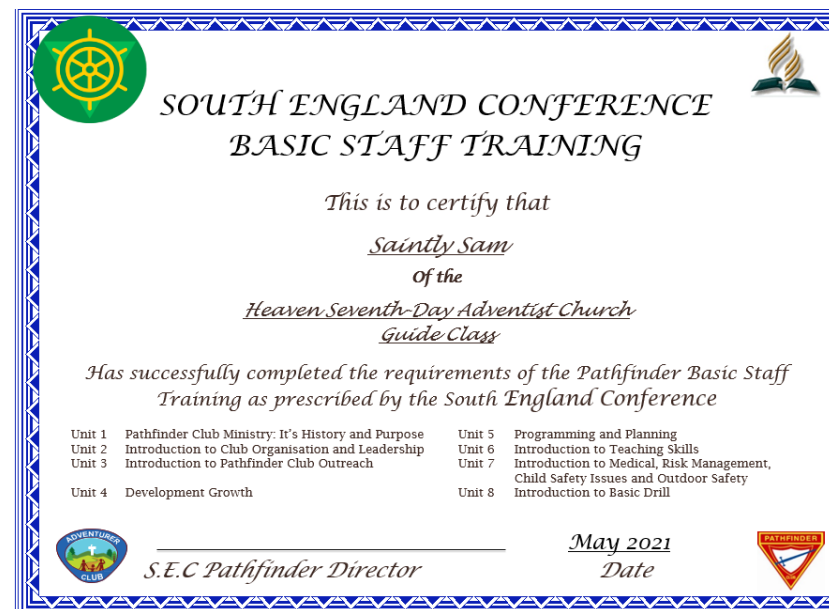 SOUTH ENGLAND CONFERENCE
BASIC STAFF TRAINING
This is to certify that
Saintly Sam
Of the
Heaven Seventh-Day Adventist Church
Guide Class
Has successfully completed the requirements of the Pathfinder Basic Staff
Training as prescribed by the South England Conference
Unit 1 Pathfinder Club Ministry: It's History and Purpose
Unit 2 Introduction to Club Organisation and Leadership
Unit 3 Introduction to Pathfinder Club Outreach
Unit 4 Development Growth
Unit 5 Programming and Planning
Unit 6 Introduction to Teaching Skills
Unit 7 Introduction to Medical, Risk Management,
Child Safety Issues and Outdoor Safety
Unit 8 Introduction to Basic Drill
ADVENTURER
CLUB
S.E.C Pathfinder Director
May 2021
Date
PATHFINDER